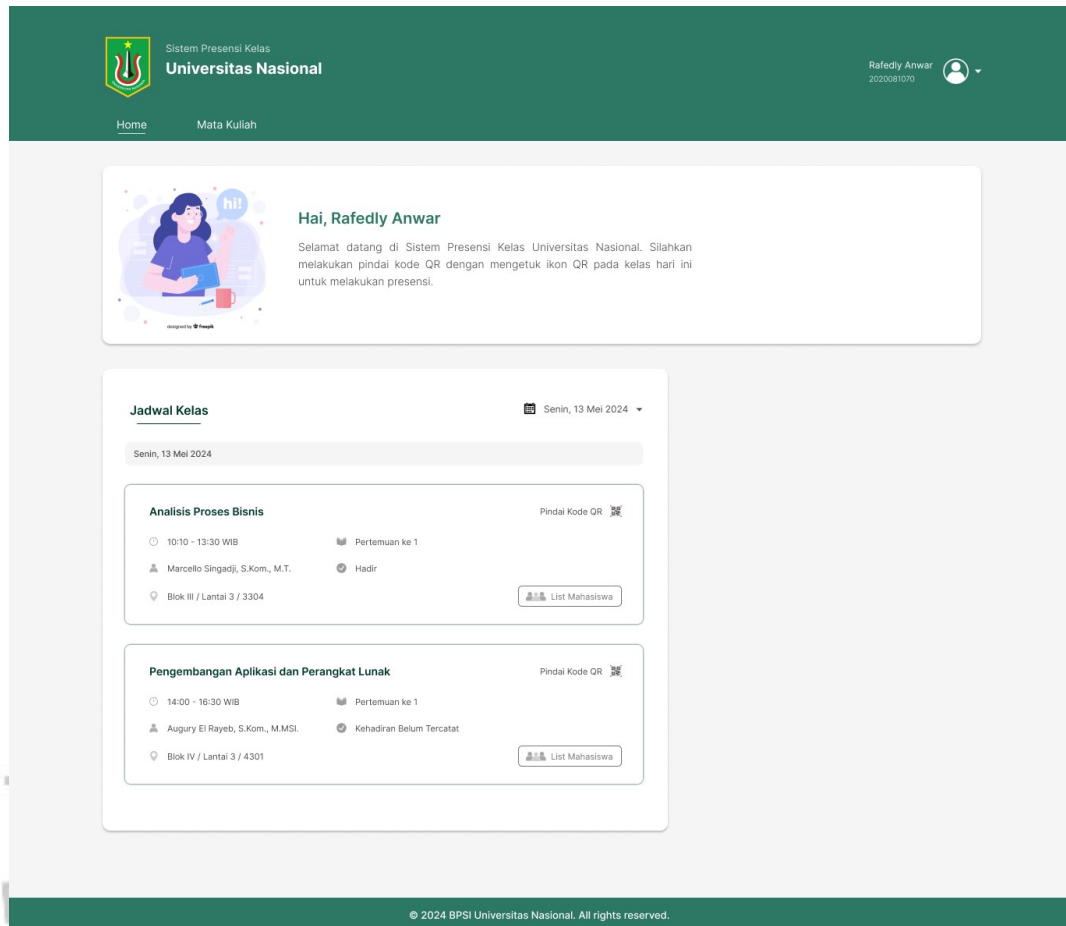 Sistem Presensi Kelas
Universitas Nasional
Rafedly Anwar
2020081070
Home
Mata Kuliah
hi!
Hai, Rafedly Anwar
Selamat datang di Sistem Presensi Kelas Universitas Nasional. Silahkan
melakukan pindai kode QR dengan mengetuk ikon QR pada kelas hari ini
untuk melakukan presensi.
designed by freepik
Jadwal Kelas
Senin, 13 Mei 2024
Senin, 13 Mei 2024
Analisis Proses Bisnis
Pindai Kode QR
10:10 - 13:30 WIB
Pertemuan ke 1
Marcello Singadji, S.Kom., M.T.
Hadir
Blok III / Lantai 3 / 3304
List Mahasiswa
Pengembangan Aplikasi dan Perangkat Lunak
Pindai Kode QR
14:00 - 16:30 WIB
Pertemuan ke 1
Augury El Rayeb, S.Kom., M.MSI.
Kehadiran Belum Tercatat
Blok IV / Lantai 3 / 4301
List Mahasiswa
© 2024 BPSI Universitas Nasional. All rights reserved.